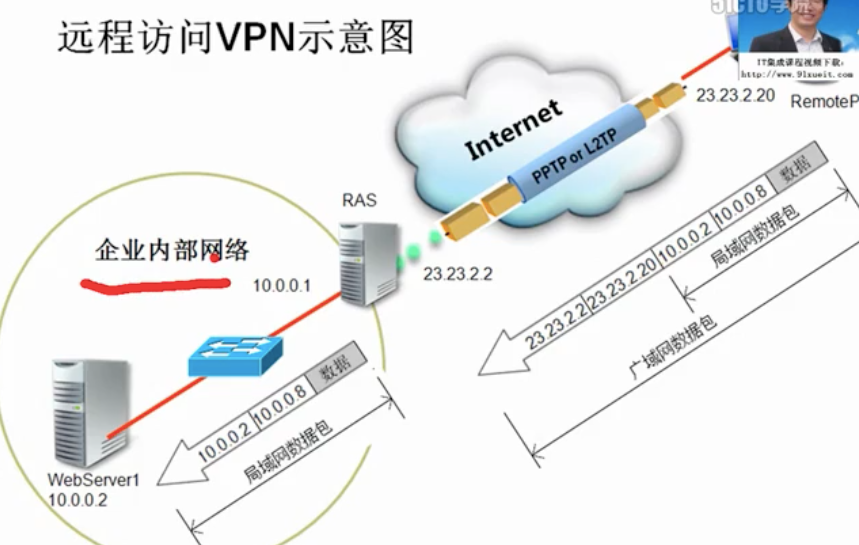 远程访问VPN示意图
51CTO学院
IT集成课程视频下载:
http://www.91xueit.com
23.23.2.20
RemoteP
Internet
PPTP or L2TP
RAS
企业内部网络
10.0.0.1
23.23.2.2
23.23.2.2 23.23.2.20 10.0.0.2 10.0.0.8 数据
局域网数据包
广域网数据包
10.0.0.2 10.0.0.8 数据
局域网数据包
WebServer1
10.0.0.2